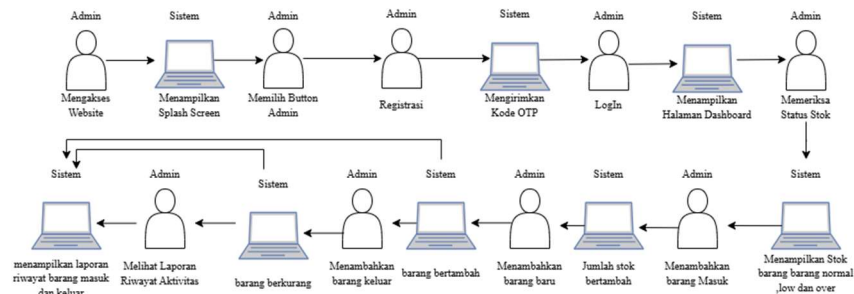 Admin
Sistem
Admin
Admin
Sistem
Admin
Sistem
Admin
Mengakses
Website
Menampilkan
Splash Screen
Memilih Button
Admin
Registrasi
Mengirimkan
Kode OTP
LogIn
Menampilkan
Halaman Dashboard
Memeriksa
Status Stok
Sistem
Admin
Sistem
Admin
Sistem
Admin
Sistem
Admin
Sistem
menampilkan laporan
riwayat barang masuk
dan keluar
Melihat Laporan
Riwayat Aktivitas
barang berkurang
Menambahkan
barang keluar
barang bertambah
Menambahkan
barang baru
Jumlah stok
bertambah
Menambahkan
barang Masuk
Menampilkan Stok
barang barang normal
,low dan over